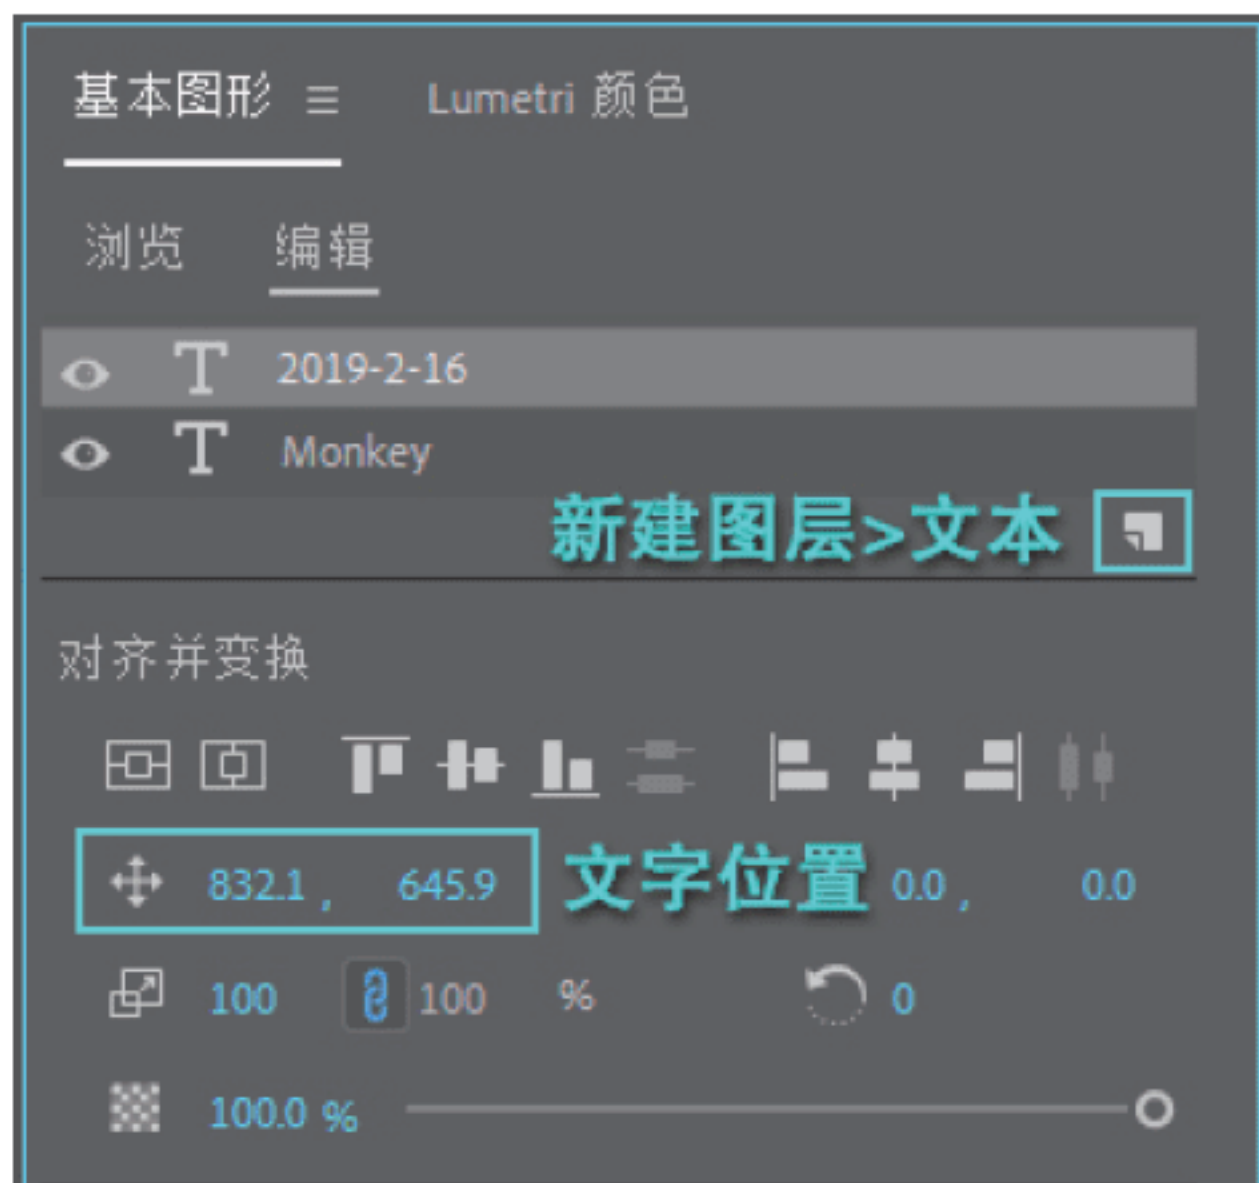 基本图形 Lumetri 颜色
浏览 编辑
2019-2-16
Monkey
新建图层>文本
对齐并变换
832.1 , 645.9 文字位置 0.0 , 0.0
100 100 % 0
100.0 %